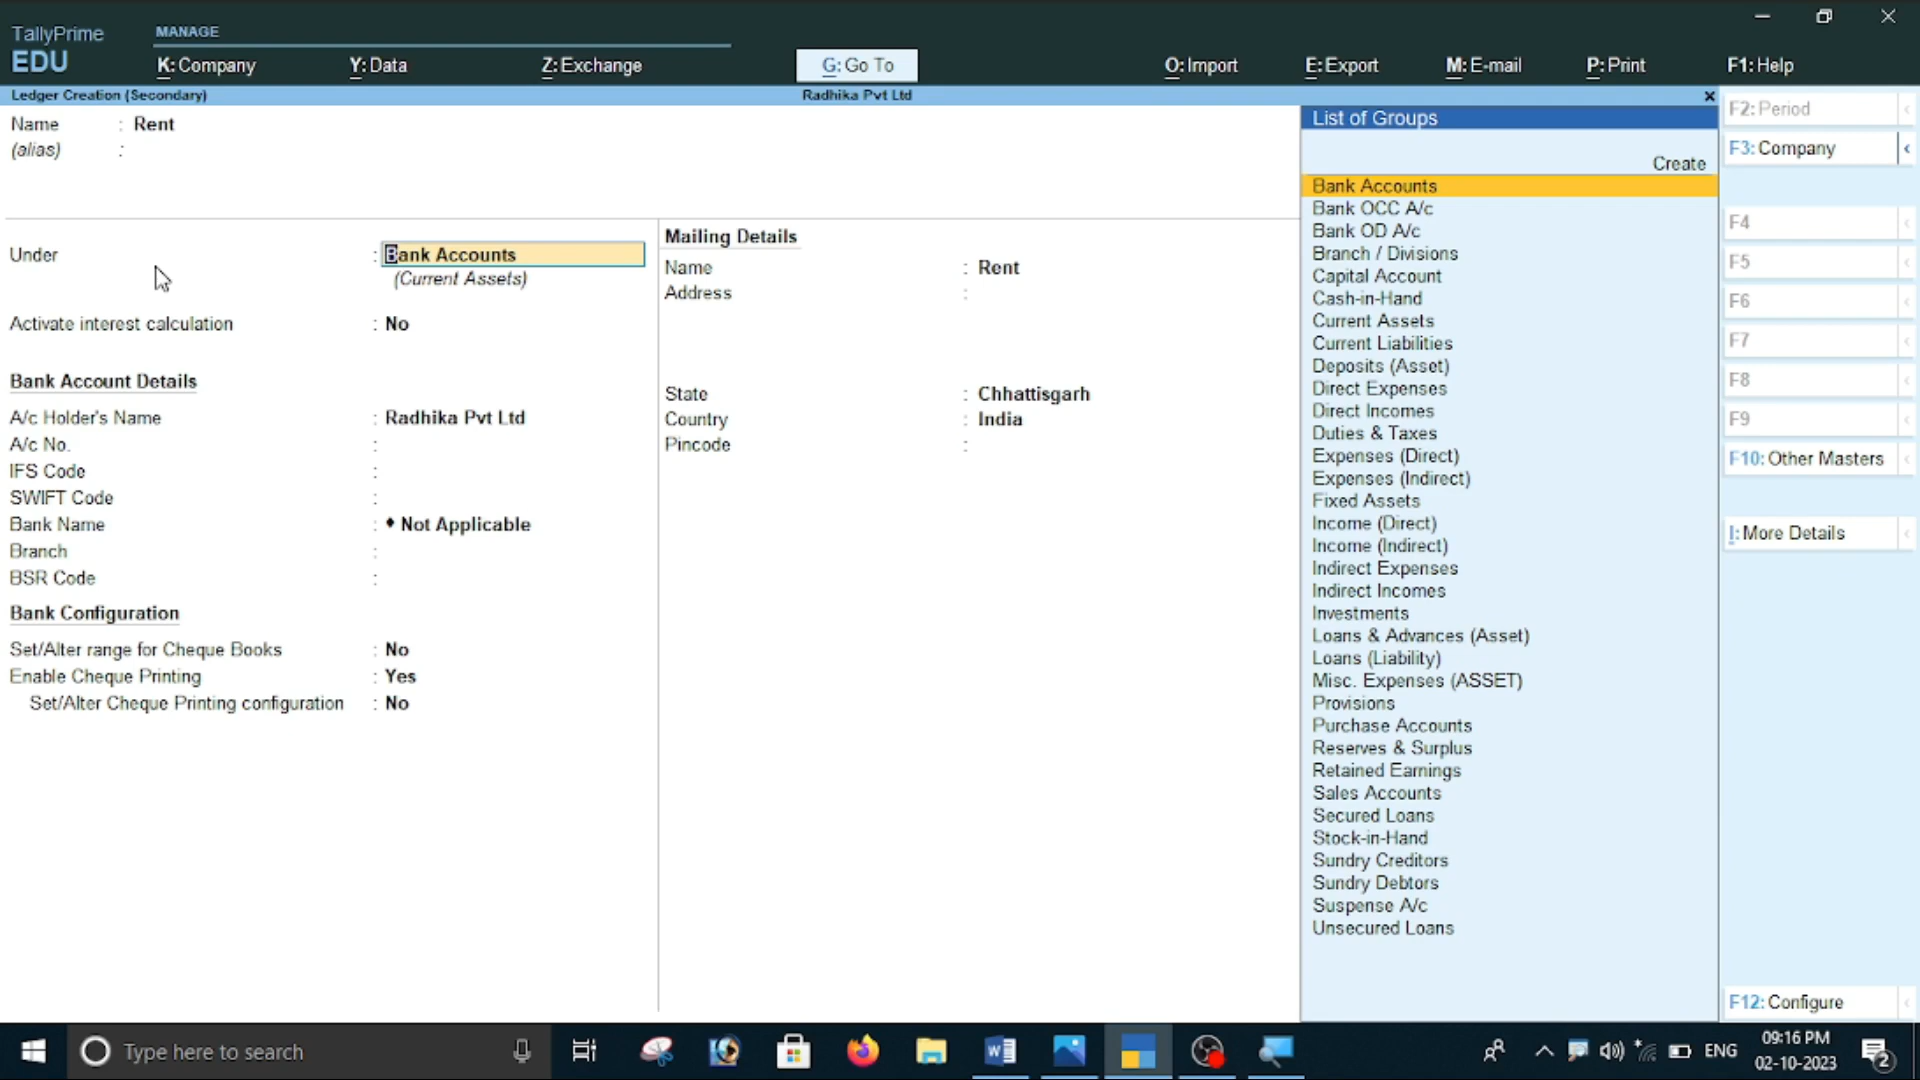 TallyPrime
EDU
MANAGE
K: Company
Y: Data
Z: Exchange
G: Go To
O: Import
E: Export
M: E-mail
P: Print
F1: Help
Ledger Creation (Secondary)
Radhika Pvt Ltd
Name : Rent
(alias) :
Under : Bank Accounts
(Current Assets)
Activate interest calculation : No
Bank Account Details
A/c Holder's Name : Radhika Pvt Ltd
A/c No. :
IFS Code :
SWIFT Code :
Bank Name : ♦ Not Applicable
Branch :
BSR Code :
Bank Configuration
Set/Alter range for Cheque Books : No
Enable Cheque Printing : Yes
Set/Alter Cheque Printing configuration : No
Mailing Details
Name : Rent
Address :
State : Chhattisgarh
Country : India
Pincode :
List of Groups
Create
Bank Accounts
Bank OCC A/c
Bank OD A/c
Branch / Divisions
Capital Account
Cash-in-Hand
Current Assets
Current Liabilities
Deposits (Asset)
Direct Expenses
Direct Incomes
Duties & Taxes
Expenses (Direct)
Expenses (Indirect)
Fixed Assets
Income (Direct)
Income (Indirect)
Indirect Expenses
Indirect Incomes
Investments
Loans & Advances (Asset)
Loans (Liability)
Misc. Expenses (ASSET)
Provisions
Purchase Accounts
Reserves & Surplus
Retained Earnings
Sales Accounts
Secured Loans
Stock-in-Hand
Sundry Creditors
Sundry Debtors
Suspense A/c
Unsecured Loans
F2: Period
F3: Company
F4
F5
F6
F7
F8
F9
F10: Other Masters
I: More Details
F12: Configure
Type here to search
ENG
09:16 PM
02-10-2023
2